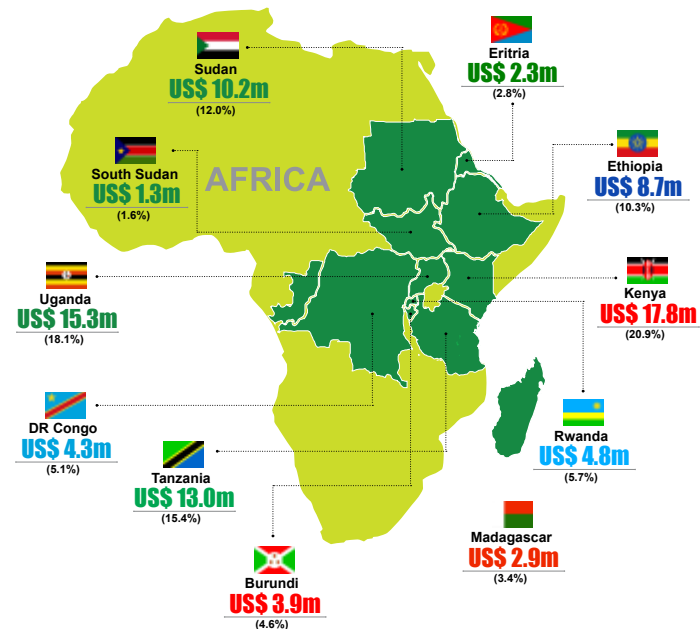 Sudan
US$ 10.2m
(12.0%)
Eritria
US$ 2.3m
(2.8%)
South Sudan
US$ 1.3m
(1.6%)
AFRICA
Ethiopia
US$ 8.7m
(10.3%)
Uganda
US$ 15.3m
(18.1%)
Kenya
US$ 17.8m
(20.9%)
DR Congo
US$ 4.3m
(5.1%)
Tanzania
US$ 13.0m
(15.4%)
Rwanda
US$ 4.8m
(5.7%)
Madagascar
US$ 2.9m
(3.4%)
Burundi
US$ 3.9m
(4.6%)